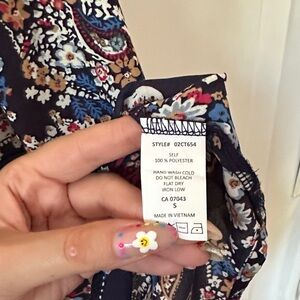 STYLE# 02CT654
SELF
100 % POLYESTER
HAND WASH COLD
DO NOT BLEACH
FLAT DRY
IRON LOW
CA 07043
S
MADE IN VIETNAM